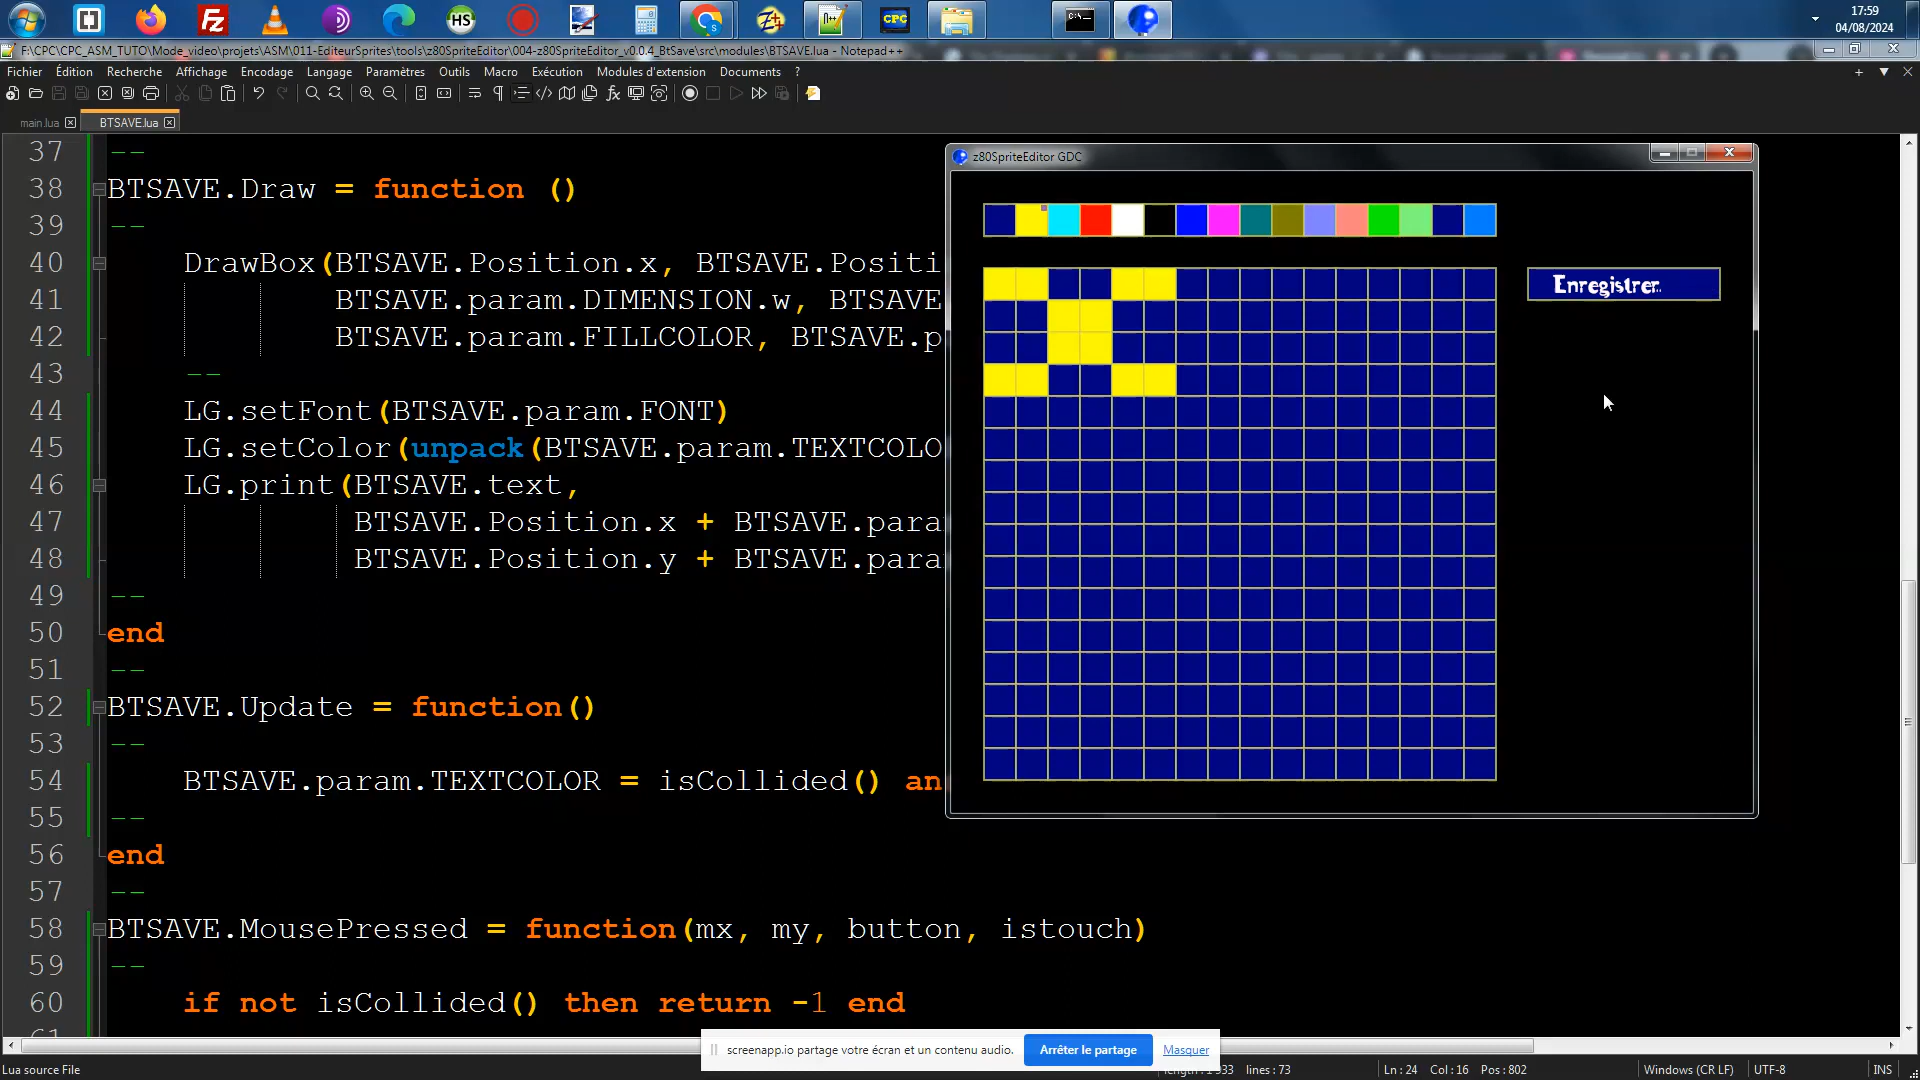 17:59
04/08/2024
F:\CPC\CPC_ASM_TUTO\Mode_video\projets\ASM\011-EditeurSprites\tools\z80SpriteEditor\004-z80SpriteEditor_v0.0.4_BtSave\src\modules\BTSAVE.lua - Notepad++
Fichier Édition Recherche Affichage Encodage Langage Paramètres Outils Macro Exécution Modules d'extension Documents ?
main.lua BTSAVE.lua
37 --
38 BTSAVE.Draw = function ()
39 --
40 DrawBox(BTSAVE.Position.x, BTSAVE.Positi
41 BTSAVE.param.DIMENSION.w, BTSAVE
42 BTSAVE.param.FILLCOLOR, BTSAVE.p
43 --
44 LG.setFont(BTSAVE.param.FONT)
45 LG.setColor(unpack(BTSAVE.param.TEXTCOLO
46 LG.print(BTSAVE.text,
47 BTSAVE.Position.x + BTSAVE.para
48 BTSAVE.Position.y + BTSAVE.para
49 --
50 end
51 --
52 BTSAVE.Update = function()
53 --
54 BTSAVE.param.TEXTCOLOR = isCollided() an
55 --
56 end
57 --
58 BTSAVE.MousePressed = function(mx, my, button, istouch)
59 --
60 if not isCollided() then return -1 end
z80SpriteEditor GDC
Enregistrer..
HS
CPC
screenapp.io partage votre écran et un contenu audio. Arrêter le partage Masquer
Lua source File lines : 73 Ln : 24 Col : 16 Pos : 802 Windows (CR LF) UTF-8 INS